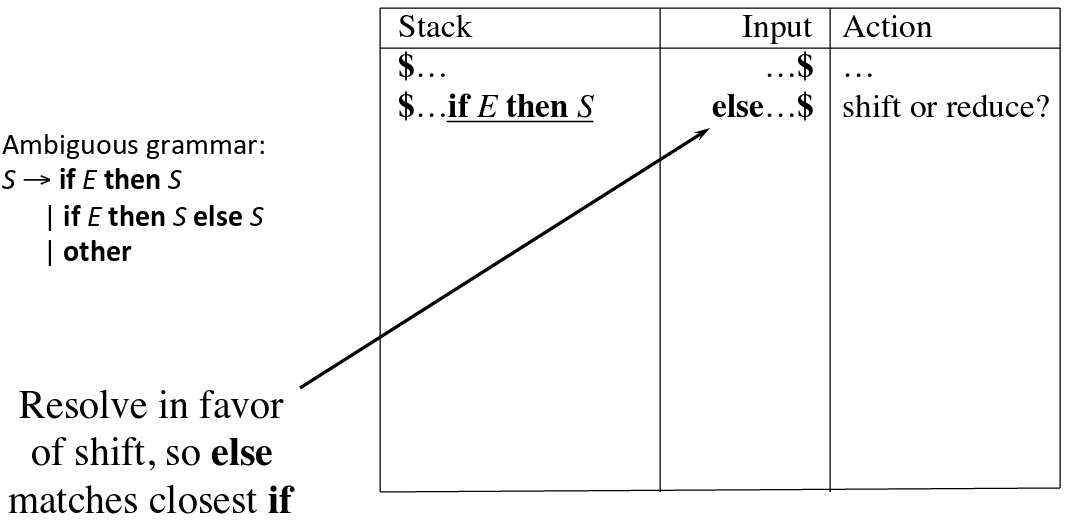 Stack Input Action
$… …$ …
$…if E then S else…$ shift or reduce?
Ambiguous grammar:
S → if E then S
| if E then S else S
| other
Resolve in favor
of shift, so else
matches closest if